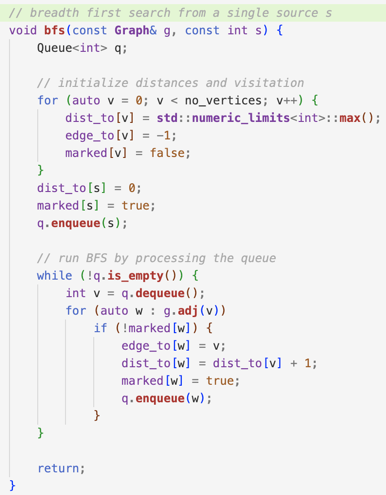 // breadth first search from a single source s
void bfs(const Graph& g, const int s) {
    Queue<int> q;

    // initialize distances and visitation
    for (auto v = 0; v < no_vertices; v++) {
        dist_to[v] = std::numeric_limits<int>::max();
        edge_to[v] = -1;
        marked[v] = false;
    }
    dist_to[s] = 0;
    marked[s] = true;
    q.enqueue(s);

    // run BFS by processing the queue
    while (!q.is_empty()) {
        int v = q.dequeue();
        for (auto w : g.adj(v))
            if (!marked[w]) {
                edge_to[w] = v;
                dist_to[w] = dist_to[v] + 1;
                marked[w] = true;
                q.enqueue(w);
            }
    }

    return;
}